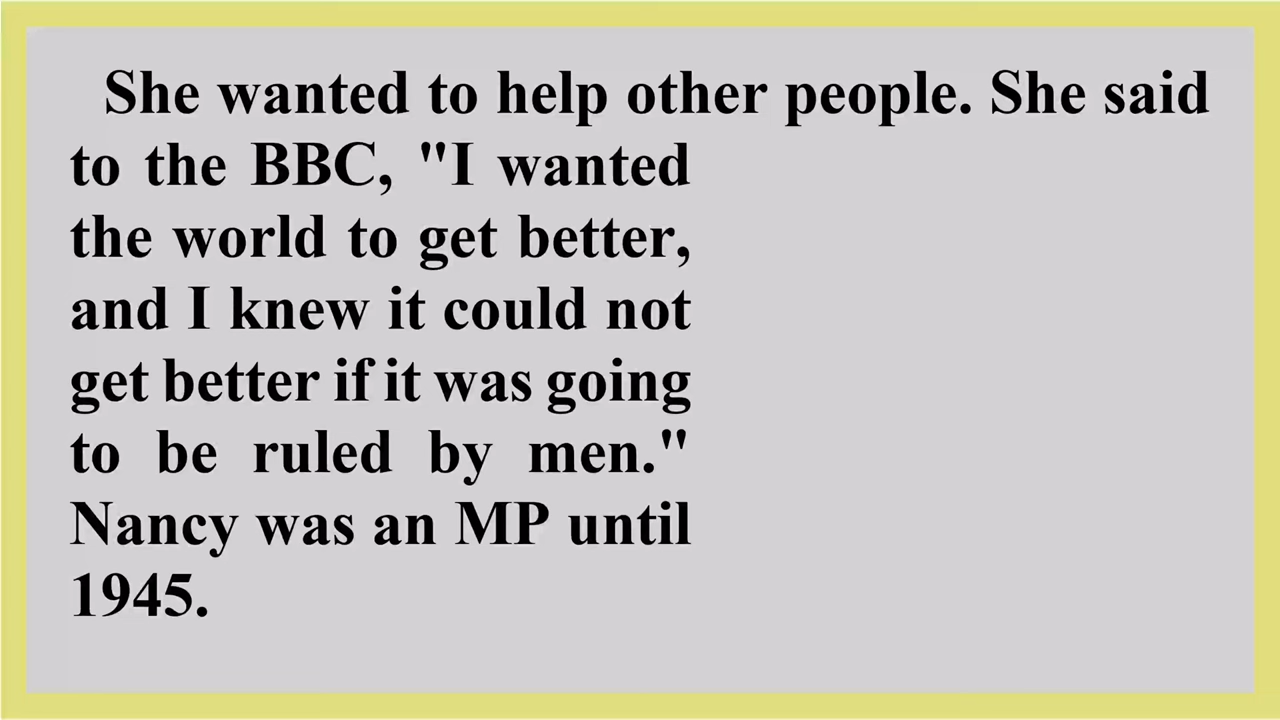 She wanted to help other people. She said
to the BBC, "I wanted
the world to get better,
and I knew it could not
get better if it was going
to be ruled by men."
Nancy was an MP until
1945.